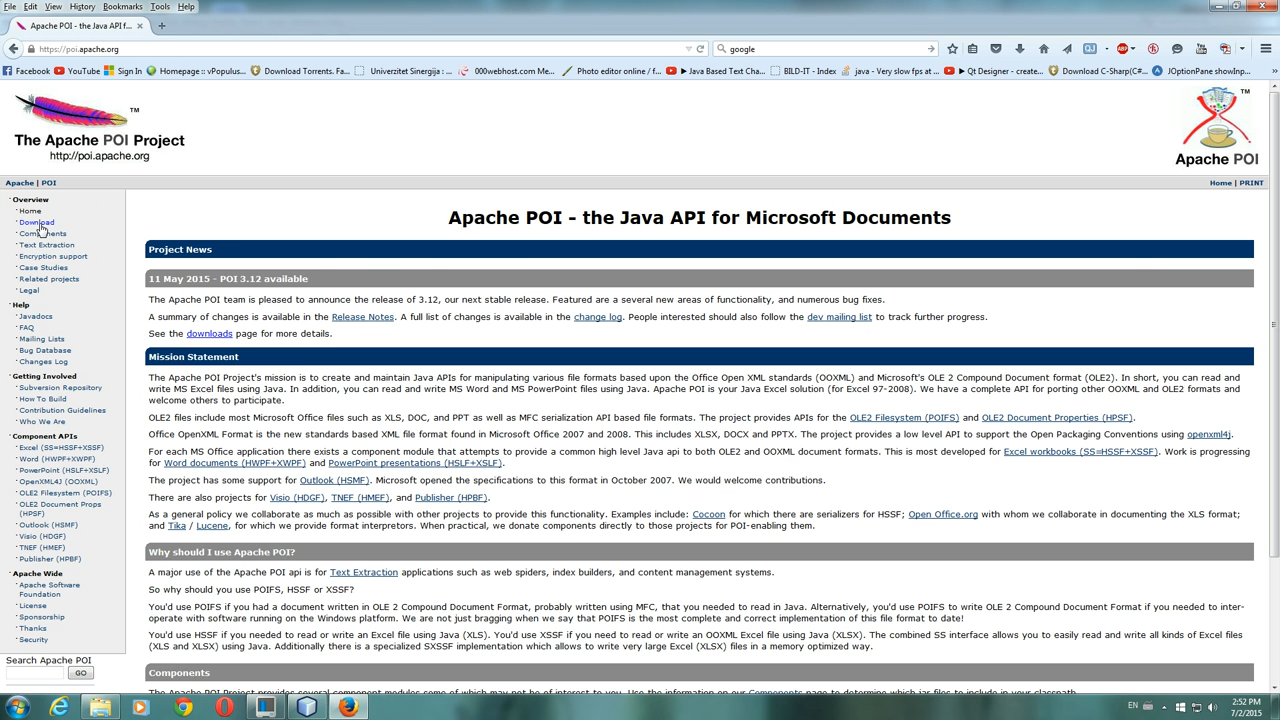 File Edit View History Bookmarks Tools Help
Apache POI - the Java API f... × +
https://poi.apache.org
google
Facebook YouTube Sign In Homepage :: vPopulus... Download Torrents. Fa... Univerzitet Sinergija :... 000webhost.com Me... Photo editor online / f... Java Based Text Cha... BILD-IT - Index java - Very slow fps at ... Qt Designer - create... Download C-Sharp(C#... JOptionPane showInp...
TM
The Apache POI Project
http://poi.apache.org
TM
Apache POI
Apache | POI
Home | PRINT
Overview
Home
Download
Components
Text Extraction
Encryption support
Case Studies
Related projects
Legal
Help
Javadocs
FAQ
Mailing Lists
Bug Database
Changes Log
Getting Involved
Subversion Repository
How To Build
Contribution Guidelines
Who We Are
Component APIs
Excel (SS=HSSF+XSSF)
Word (HWPF+XWPF)
PowerPoint (HSLF+XSLF)
OpenXML4J (OOXML)
OLE2 Filesystem (POIFS)
OLE2 Document Props
(HPSF)
Outlook (HSMF)
Visio (HDGF)
TNEF (HMEF)
Publisher (HPBF)
Apache Wide
Apache Software
Foundation
License
Sponsorship
Thanks
Security
Search Apache POI
GO
Apache POI - the Java API for Microsoft Documents
Project News
11 May 2015 - POI 3.12 available
The Apache POI team is pleased to announce the release of 3.12, our next stable release. Featured are a several new areas of functionality, and numerous bug fixes.
A summary of changes is available in the Release Notes. A full list of changes is available in the change log. People interested should also follow the dev mailing list to track further progress.
See the downloads page for more details.
Mission Statement
The Apache POI Project's mission is to create and maintain Java APIs for manipulating various file formats based upon the Office Open XML standards (OOXML) and Microsoft's OLE 2 Compound Document format (OLE2). In short, you can read and
write MS Excel files using Java. In addition, you can read and write MS Word and MS PowerPoint files using Java. Apache POI is your Java Excel solution (for Excel 97-2008). We have a complete API for porting other OOXML and OLE2 formats and
welcome others to participate.
OLE2 files include most Microsoft Office files such as XLS, DOC, and PPT as well as MFC serialization API based file formats. The project provides APIs for the OLE2 Filesystem (POIFS) and OLE2 Document Properties (HPSF).
Office OpenXML Format is the new standards based XML file format found in Microsoft Office 2007 and 2008. This includes XLSX, DOCX and PPTX. The project provides a low level API to support the Open Packaging Conventions using openxml4j.
For each MS Office application there exists a component module that attempts to provide a common high level Java api to both OLE2 and OOXML document formats. This is most developed for Excel workbooks (SS=HSSF+XSSF). Work is progressing
for Word documents (HWPF+XWPF) and PowerPoint presentations (HSLF+XSLF).
The project has some support for Outlook (HSMF). Microsoft opened the specifications to this format in October 2007. We would welcome contributions.
There are also projects for Visio (HDGF), TNEF (HMEF), and Publisher (HPBF).
As a general policy we collaborate as much as possible with other projects to provide this functionality. Examples include: Cocoon for which there are serializers for HSSF; Open Office.org with whom we collaborate in documenting the XLS format;
and Tika / Lucene, for which we provide format interpretors. When practical, we donate components directly to those projects for POI-enabling them.
Why should I use Apache POI?
A major use of the Apache POI api is for Text Extraction applications such as web spiders, index builders, and content management systems.
So why should you use POIFS, HSSF or XSSF?
You'd use POIFS if you had a document written in OLE 2 Compound Document Format, probably written using MFC, that you needed to read in Java. Alternatively, you'd use POIFS to write OLE 2 Compound Document Format if you needed to inter-
operate with software running on the Windows platform. We are not just bragging when we say that POIFS is the most complete and correct implementation of this file format to date!
You'd use HSSF if you needed to read or write an Excel file using Java (XLS). You'd use XSSF if you need to read or write an OOXML Excel file using Java (XLSX). The combined SS interface allows you to easily read and write all kinds of Excel files
(XLS and XLSX) using Java. Additionally there is a specialized SXSSF implementation which allows to write very large Excel (XLSX) files in a memory optimized way.
Components
The Apache POI Project provides several component modules some of which may not be of interest to you. Use the information on our Components page to determine which jar files to include in your classpath.
EN
2:52 PM
7/2/2015